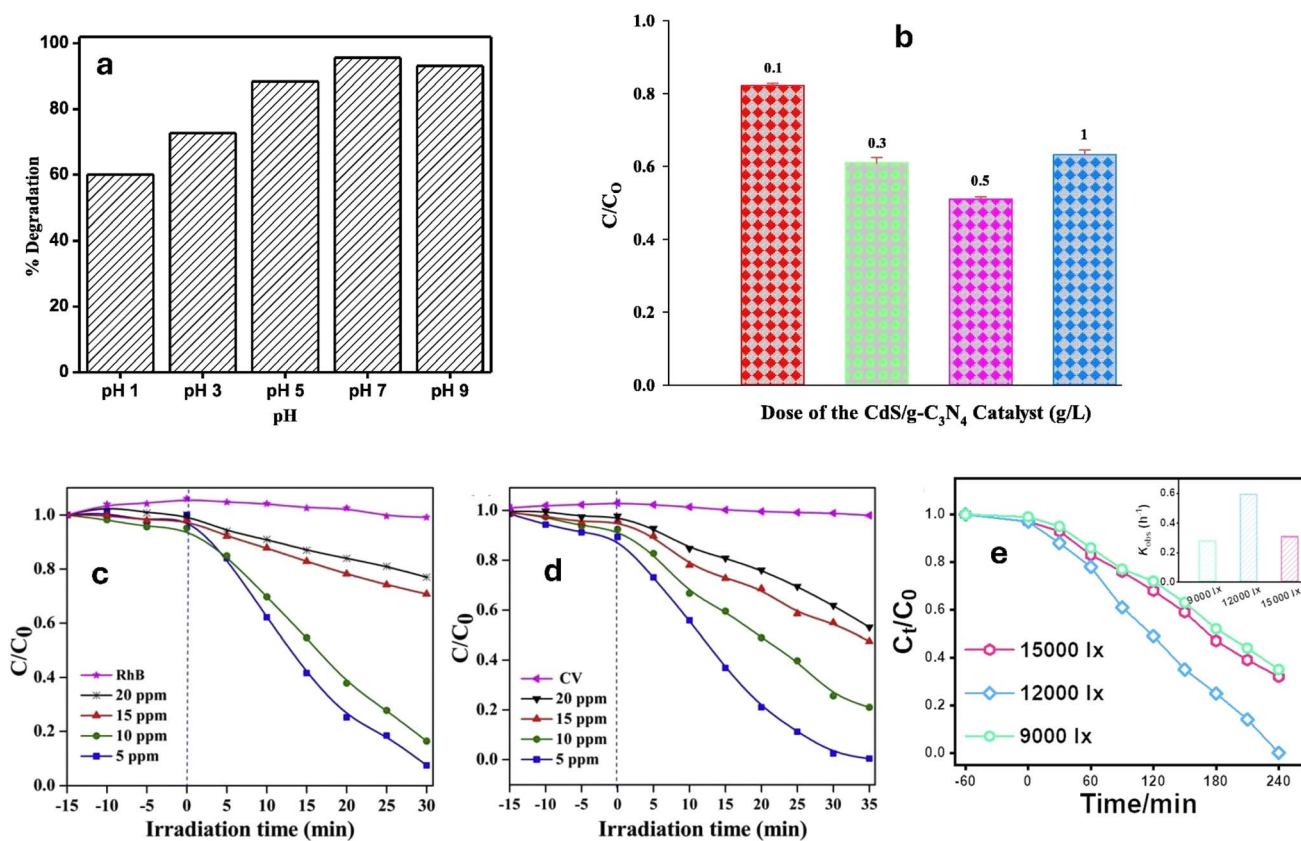 a
% Degradation
100
80
60
40
20
0
pH 1 pH 3 pH 5 pH 7 pH 9
pH
b
C/C₀
1.0
0.8
0.6
0.4
0.2
0.0
0.1
0.3
0.5
1
Dose of the CdS/g-C₃N₄ Catalyst (g/L)
c
C/C₀
1.0
0.8
0.6
0.4
0.2
0.0
RhB
20 ppm
15 ppm
10 ppm
5 ppm
-15 -10 -5 0 5 10 15 20 25 30
Irradiation time (min)
d
C/C₀
1.0
0.8
0.6
0.4
0.2
0.0
CV
20 ppm
15 ppm
10 ppm
5 ppm
-15 -10 -5 0 5 10 15 20 25 30 35
Irradiation time (min)
e
Cₜ/C₀
1.0
0.8
0.6
0.4
0.2
0.0
Kobs (h⁻¹)
0.6
0.4
0.2
0.0
9000 lx 12000 lx 15000 lx
15000 lx
12000 lx
9000 lx
-60 0 60 120 180 240
Time/min